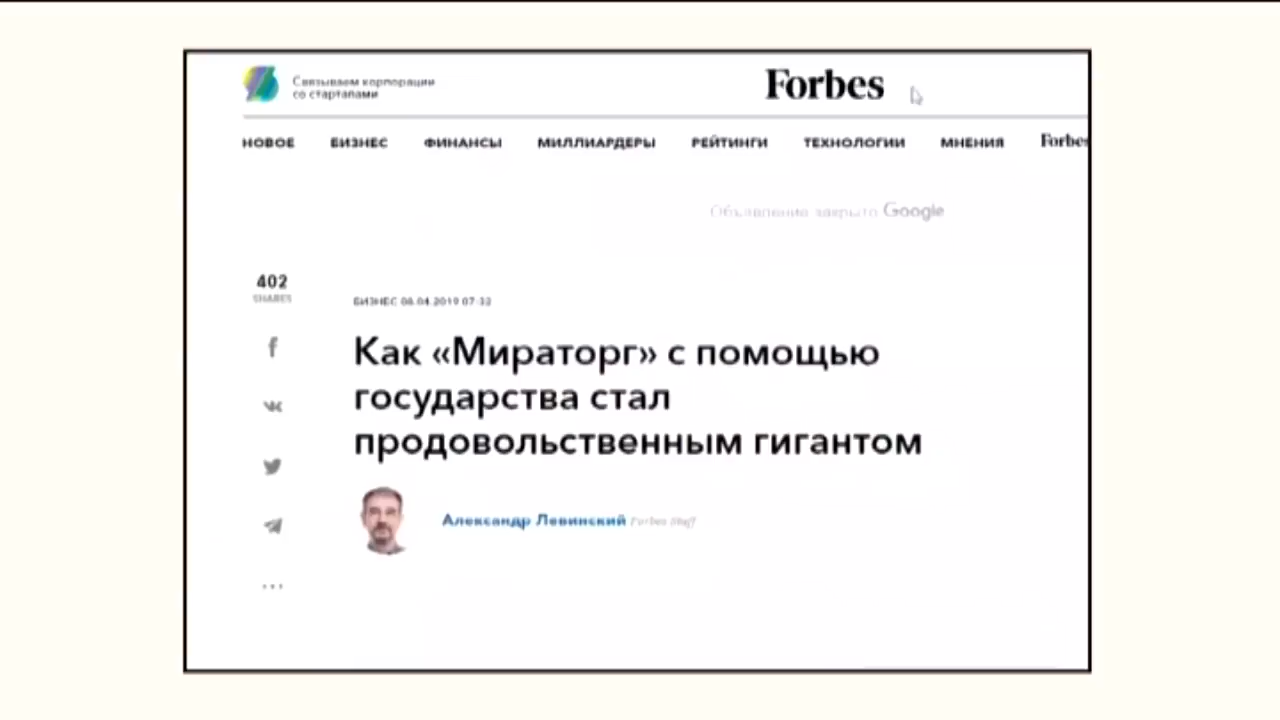 Связываем корпорации
со стартапами
Forbes
НОВОЕ БИЗНЕС ФИНАНСЫ МИЛЛИАРДЕРЫ РЕЙТИНГИ ТЕХНОЛОГИИ МНЕНИЯ Forbes
Объявление закрыто Google
402
SHARES
БИЗНЕС 08.04.2019 07:32
Как «Мираторг» с помощью
государства стал
продовольственным гигантом
Александр Левинский Forbes Staff